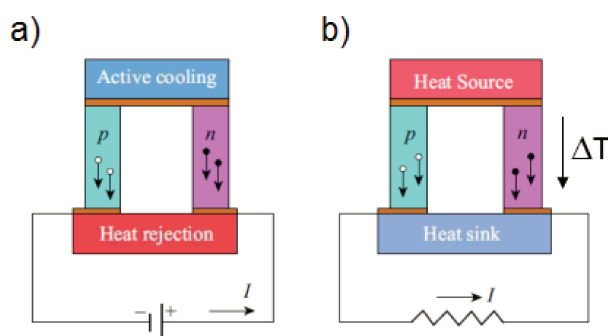 a)
Active cooling
p
n
Heat rejection
− +
I
b)
Heat Source
p
n
ΔT
Heat sink
I